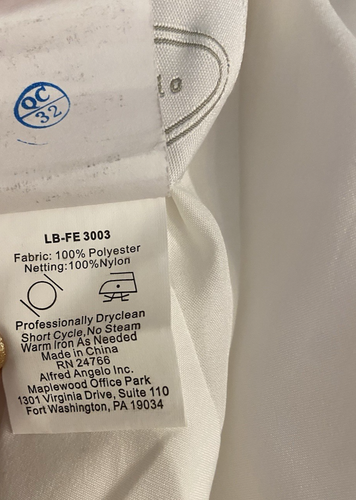 lo
QC
32
LB-FE 3003
Fabric: 100% Polyester
Netting:100%Nylon
Professionally Dryclean
Short Cycle,No Steam
Warm Iron As Needed
Made in China
RN 24766
Alfred Angelo Inc.
Maplewood Office Park
1301 Virginia Drive, Suite 110
Fort Washington, PA 19034